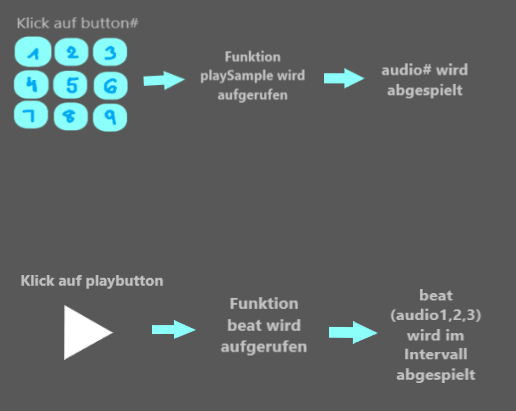 Klick auf button#
1 2 3
4 5 6
7 8 9
Funktion
playSample wird
aufgerufen
audio# wird
abgespielt
Klick auf playbutton
Funktion
beat wird
aufgerufen
beat
(audio1,2,3)
wird im
Intervall
abgespielt